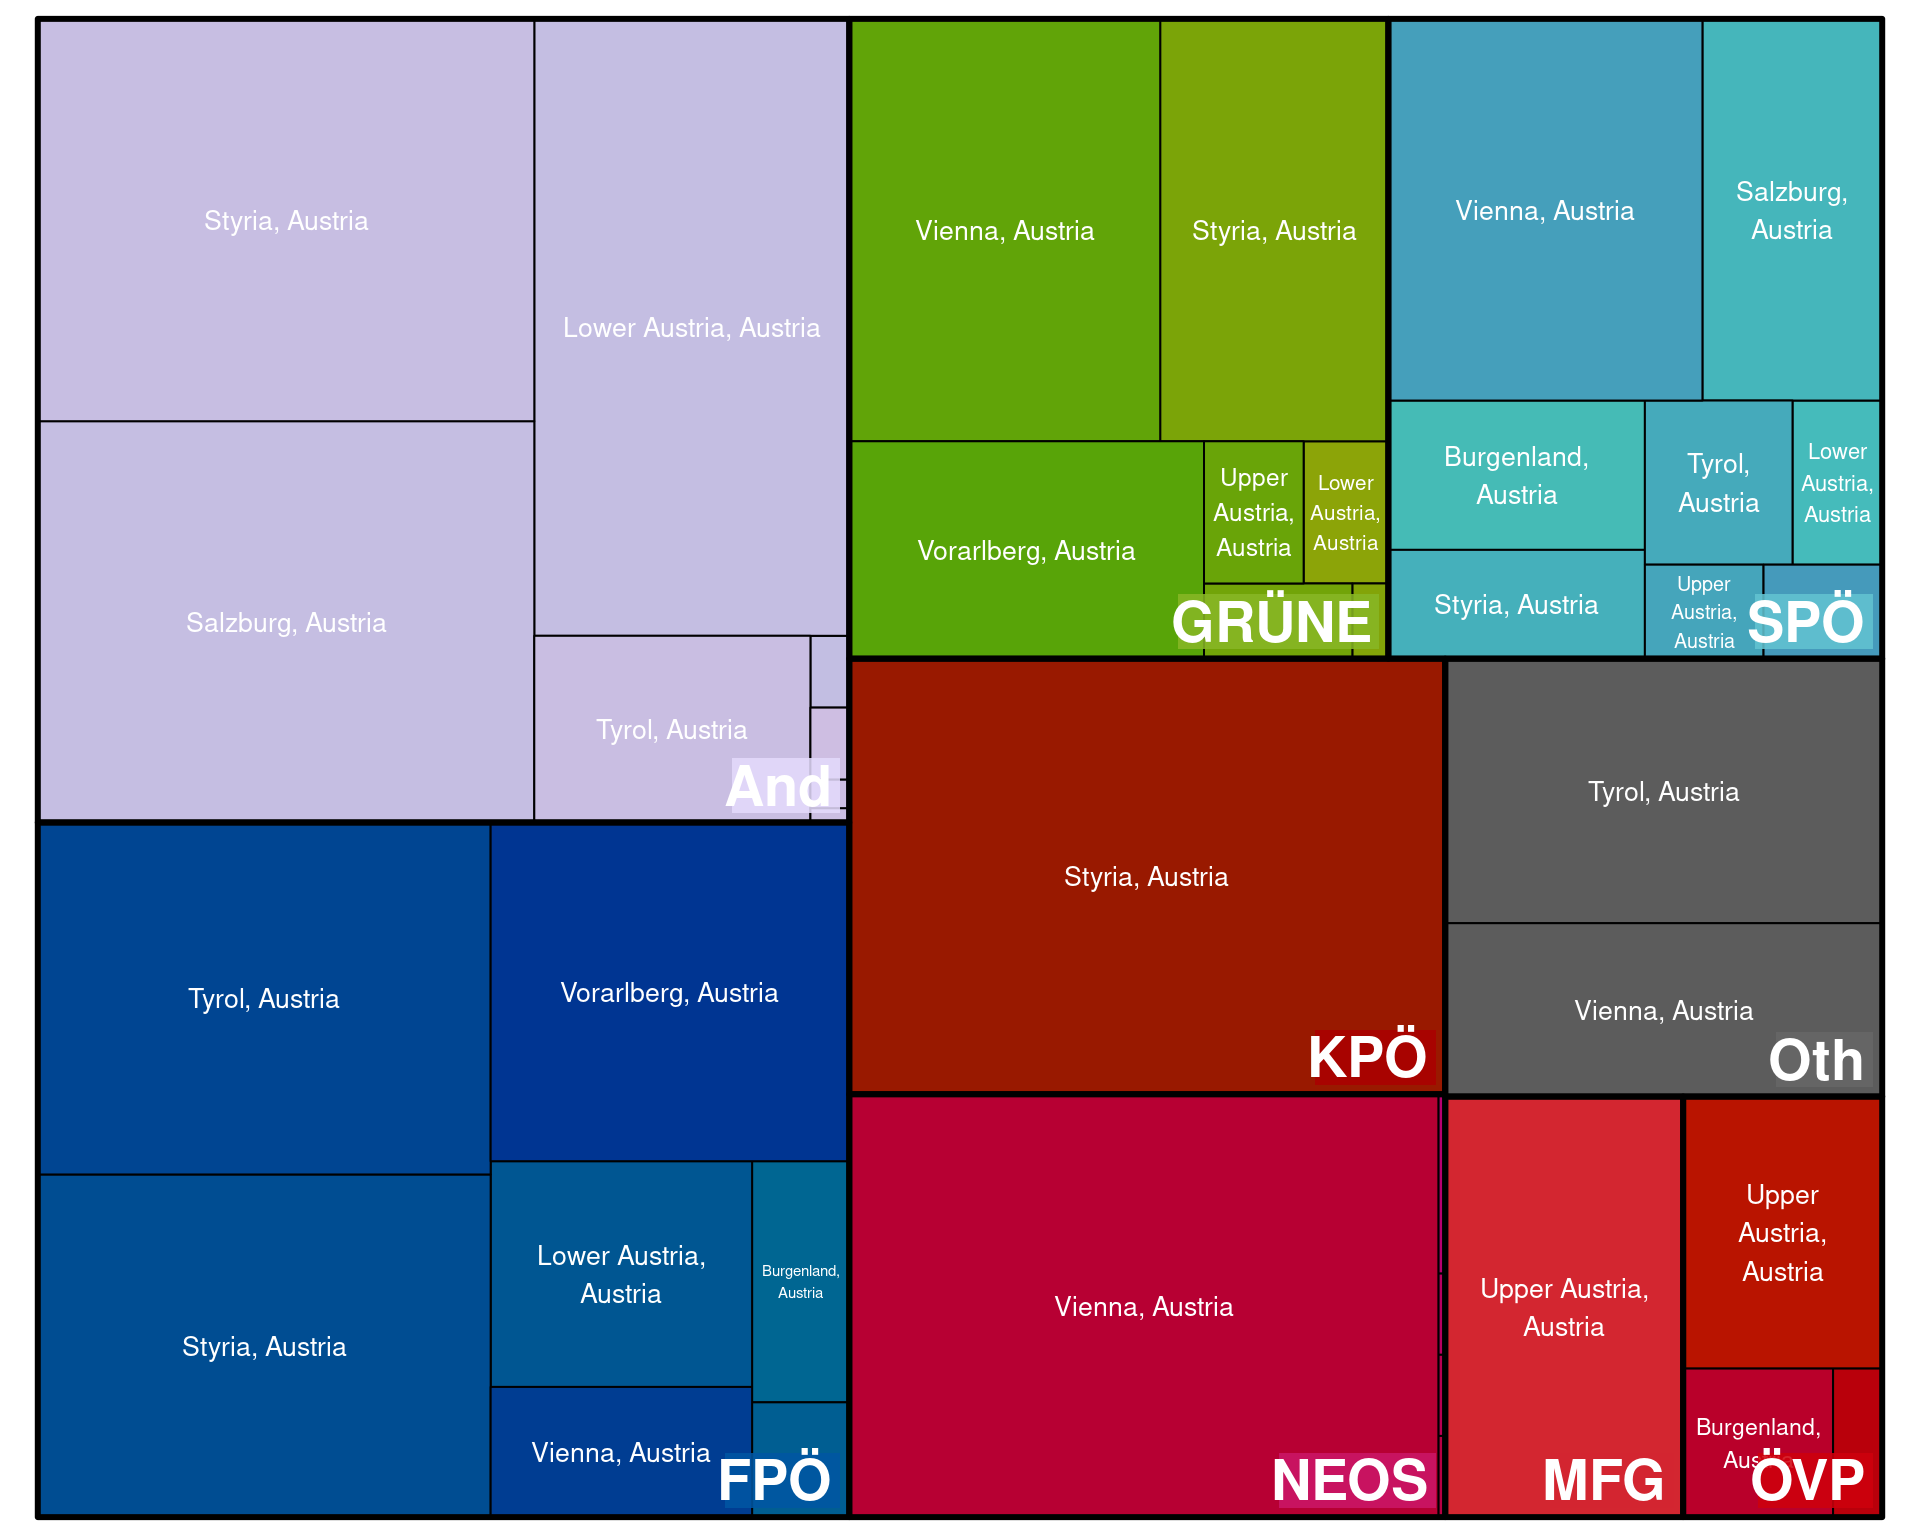 Styria, Austria
Lower Austria, Austria
Salzburg, Austria
Tyrol, Austria
And
Vienna, Austria
Styria, Austria
Vorarlberg, Austria
Upper
Austria,
Austria
Lower
Austria,
Austria
GRÜNE
Vienna, Austria
Salzburg,
Austria
Burgenland,
Austria
Tyrol,
Austria
Lower
Austria,
Austria
Styria, Austria
Upper
Austria,
Austria
SPÖ
Tyrol, Austria
Vorarlberg, Austria
Styria, Austria
Lower Austria,
Austria
Burgenland,
Austria
Vienna, Austria
FPÖ
Styria, Austria
KPÖ
Tyrol, Austria
Vienna, Austria
Oth
Vienna, Austria
NEOS
Upper Austria,
Austria
MFG
Upper
Austria,
Austria
Burgenland,
ÖVP